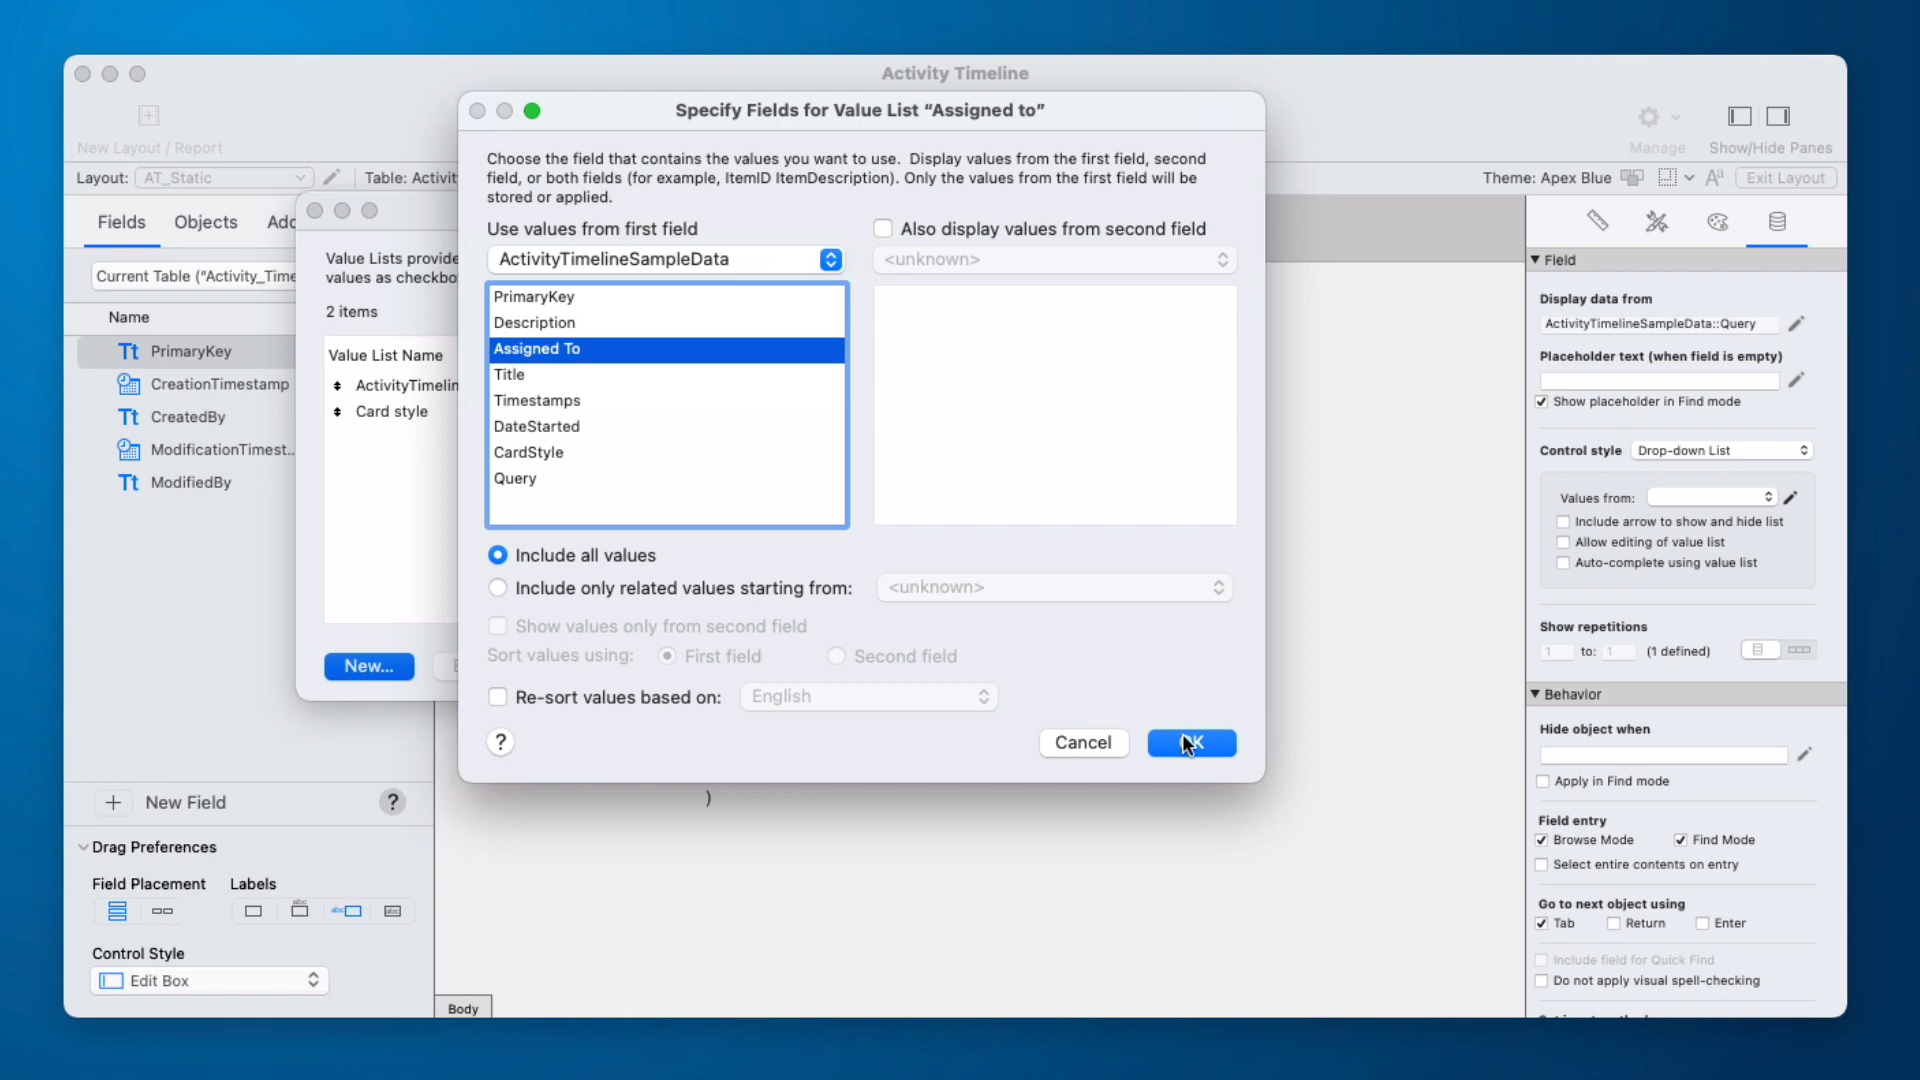 Activity Timeline
New Layout / Report
Manage
Show/Hide Panes
Layout:
AT_Static
Table: Activit
Theme: Apex Blue
Exit Layout
Fields
Objects
Current Table ("Activity_Time
Name
PrimaryKey
CreationTimestamp
CreatedBy
ModificationTimest...
ModifiedBy
New Field
?
Drag Preferences
Field Placement
Labels
Control Style
Edit Box
Body
Value Lists provide
values as checkbo
2 items
Value List Name
ActivityTimelin
Card style
New...
Specify Fields for Value List “Assigned to”
Choose the field that contains the values you want to use. Display values from the first field, second
field, or both fields (for example, ItemID ItemDescription). Only the values from the first field will be
stored or applied.
Use values from first field
Also display values from second field
ActivityTimelineSampleData
<unknown>
PrimaryKey
Description
Assigned To
Title
Timestamps
DateStarted
CardStyle
Query
Include all values
Include only related values starting from:
<unknown>
Show values only from second field
Sort values using:
First field
Second field
Re-sort values based on:
English
?
Cancel
OK
)
Field
Display data from
ActivityTimelineSampleData::Query
Placeholder text (when field is empty)
Show placeholder in Find mode
Control style
Drop-down List
Values from:
Include arrow to show and hide list
Allow editing of value list
Auto-complete using value list
Show repetitions
1 to: 1 (1 defined)
Behavior
Hide object when
Apply in Find mode
Field entry
Browse Mode
Find Mode
Select entire contents on entry
Go to next object using
Tab
Return
Enter
Include field for Quick Find
Do not apply visual spell-checking